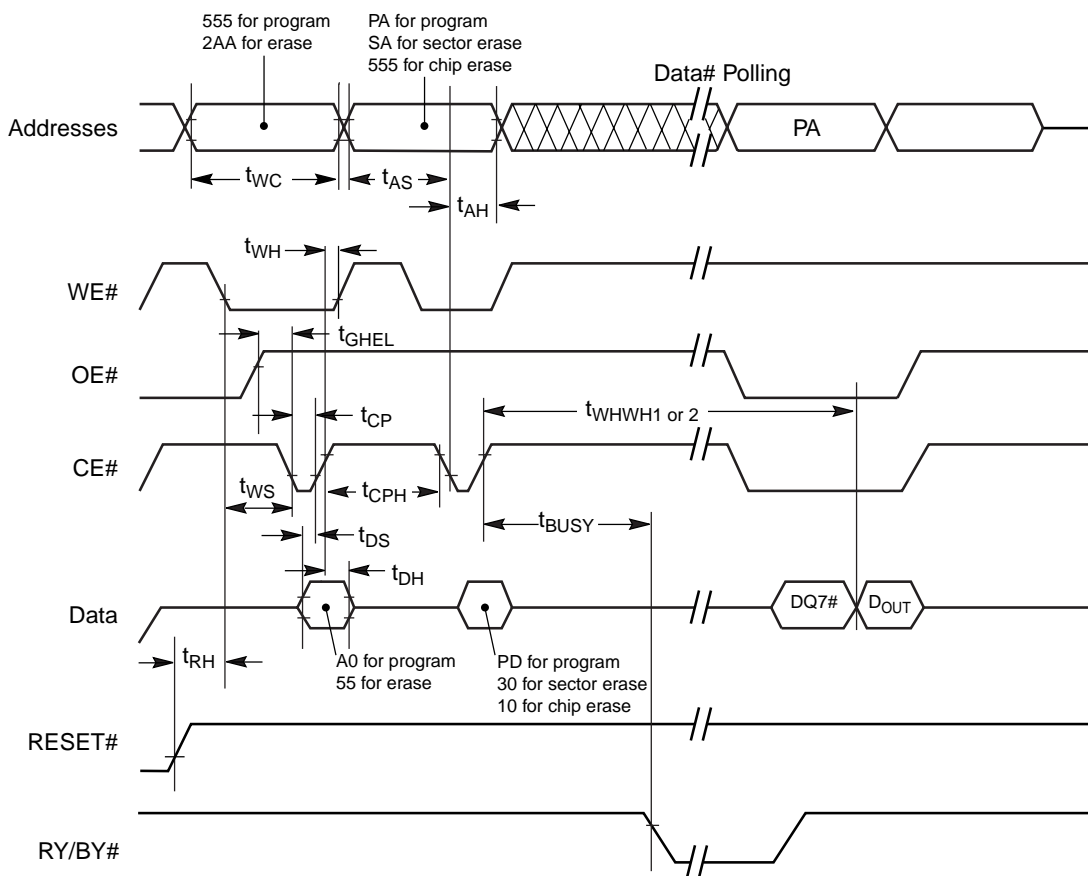 555 for program
2AA for erase
PA for program
SA for sector erase
555 for chip erase
Data# Polling
Addresses
PA
tWC
tAS
tAH
tWH
WE#
tGHEL
OE#
tCP
tWHWH1 or 2
CE#
tWS
tCPH
tBUSY
tDS
tDH
Data
DQ7#
DOUT
tRH
A0 for program
55 for erase
PD for program
30 for sector erase
10 for chip erase
RESET#
RY/BY#